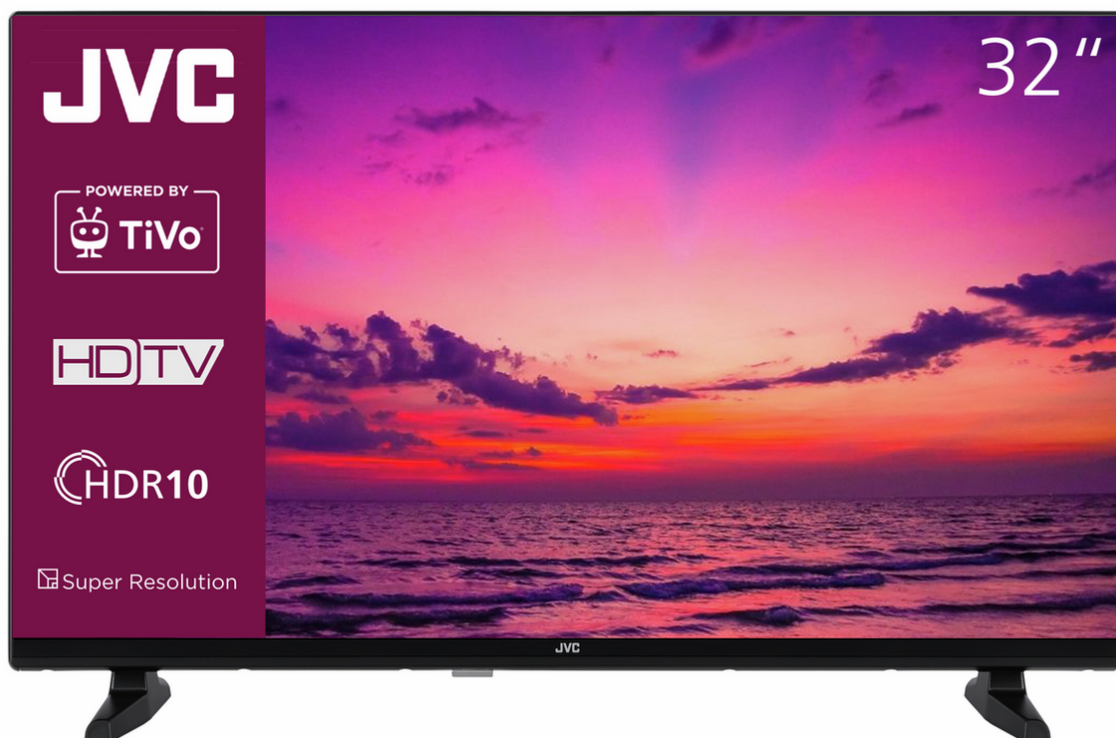 JVC
32“
POWERED BY
TiVo
HDTV
HDR10
Super Resolution
JVC